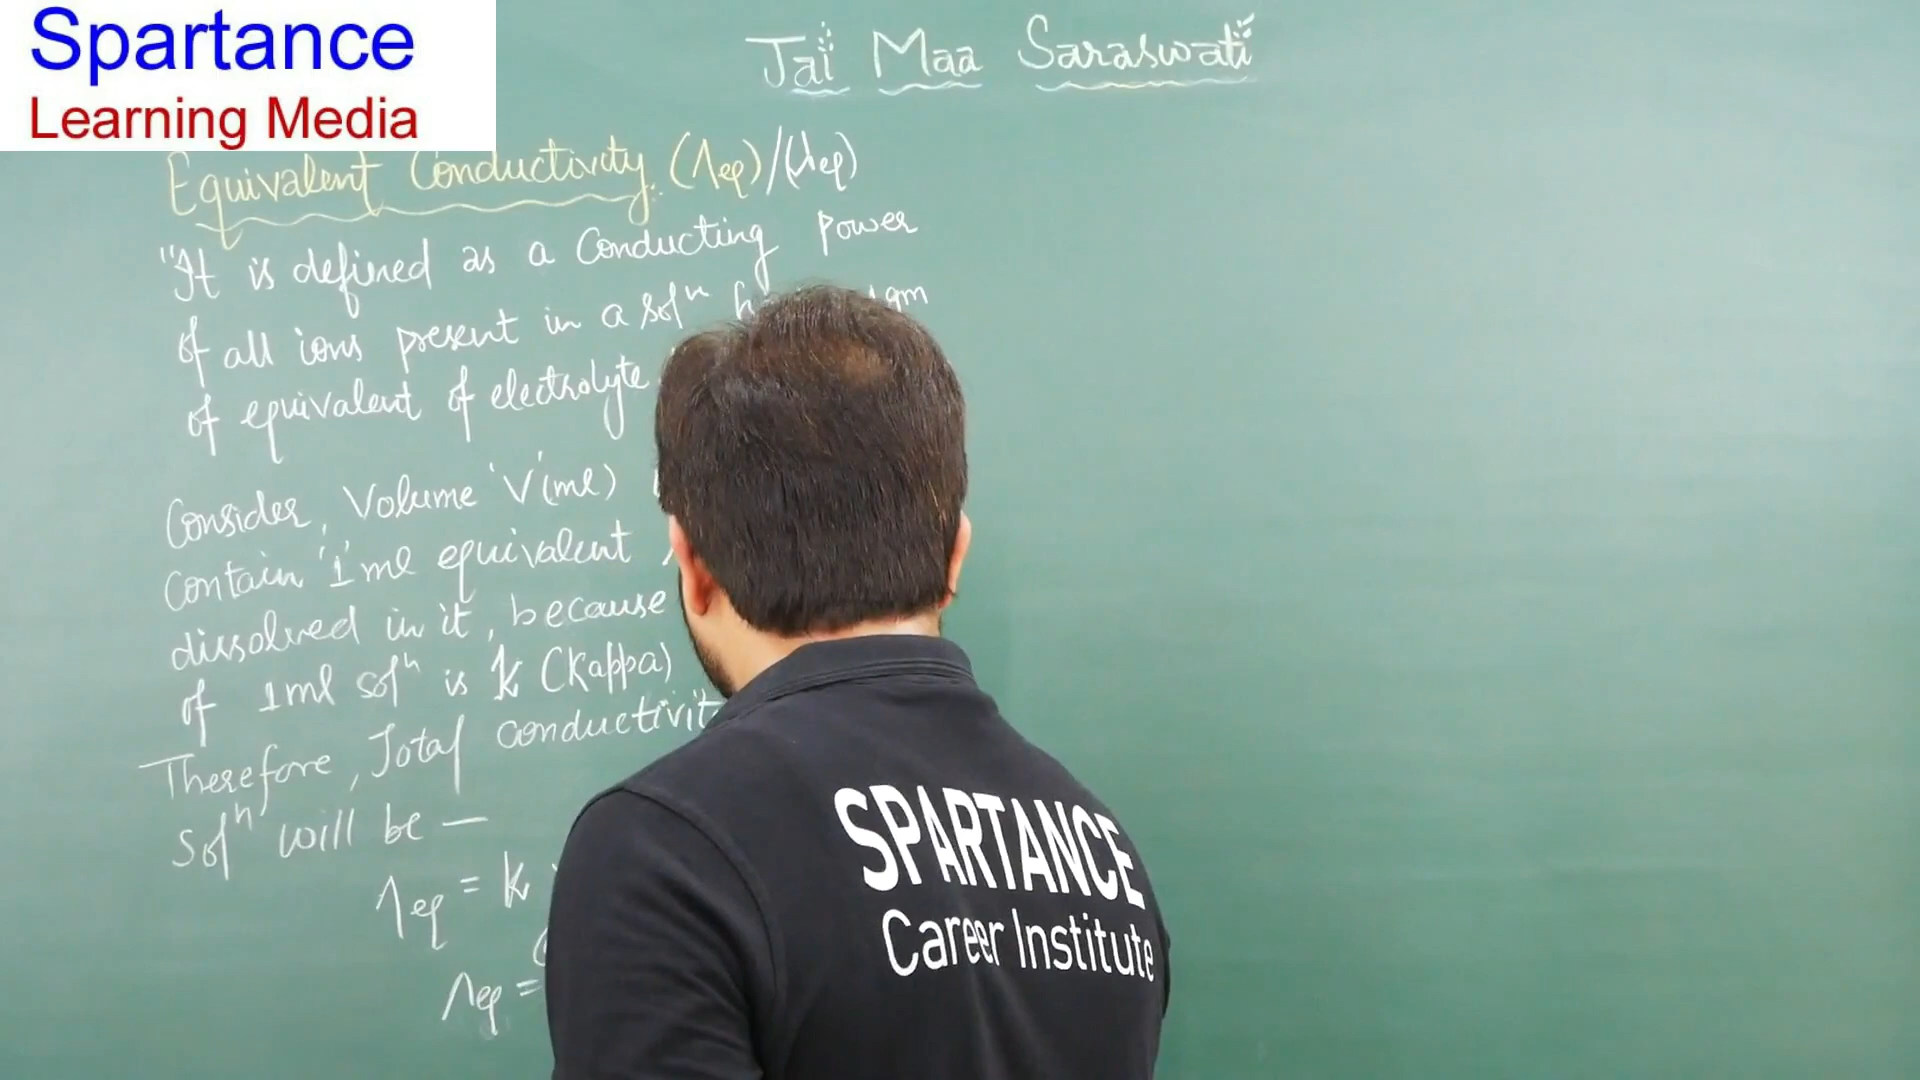 Spartance
Learning Media
Jai Maa Saraswati
Equivalent Conductivity (Λeq)/(λeq)
"It is defined as a Conducting Power
of all ions present in a solⁿ
of equivalent of electrolyte
Consider, Volume 'V'(ml)
Contain '1' ml equivalent
dissolved in it, because
of 1ml solⁿ is k (Kappa)
Therefore, Total conductivit
Solⁿ will be —
Λeq = k
Λeq =
SPARTANCE
Career Institute